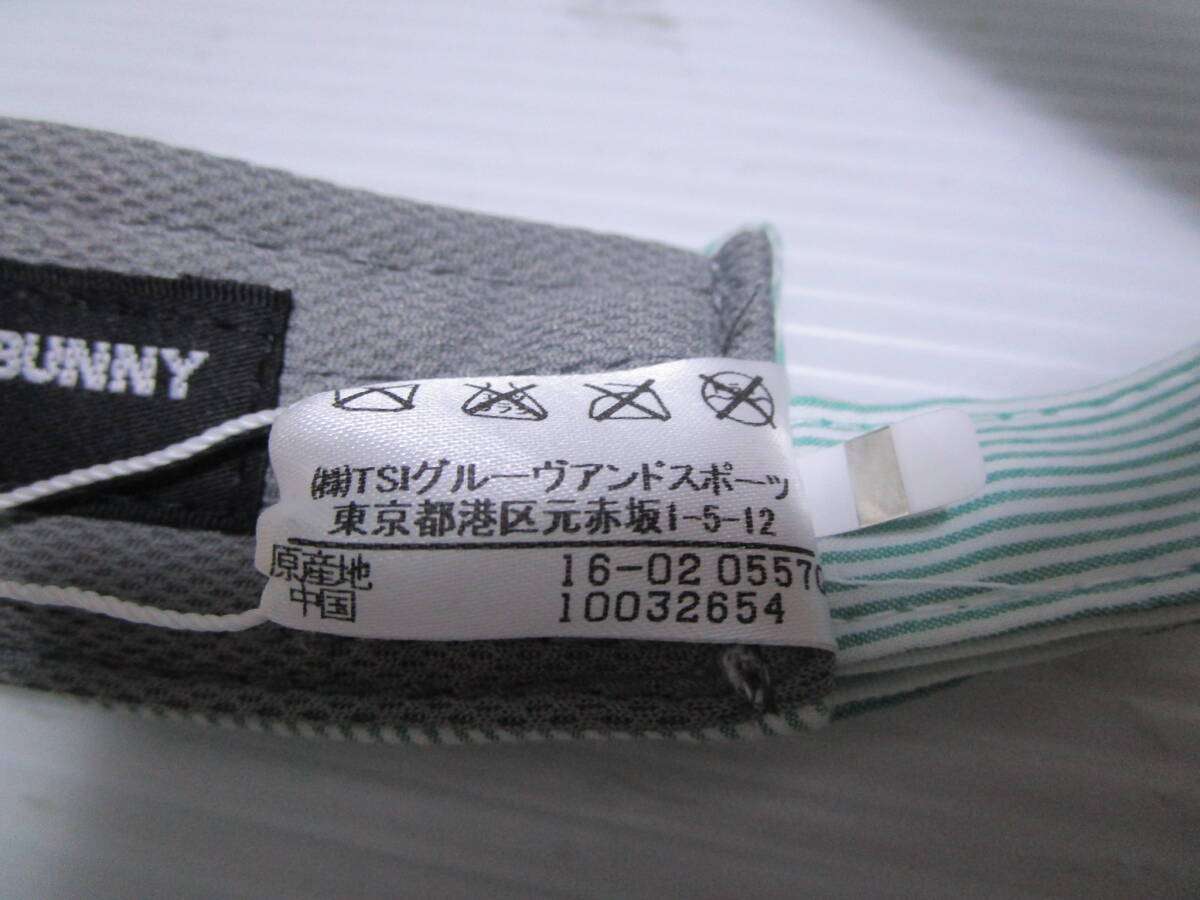 BUNNY
㈱TSIグルーヴアンドスポーツ
東京都港区元赤坂1-5-12
原産地
中国
16-02 05570
10032654